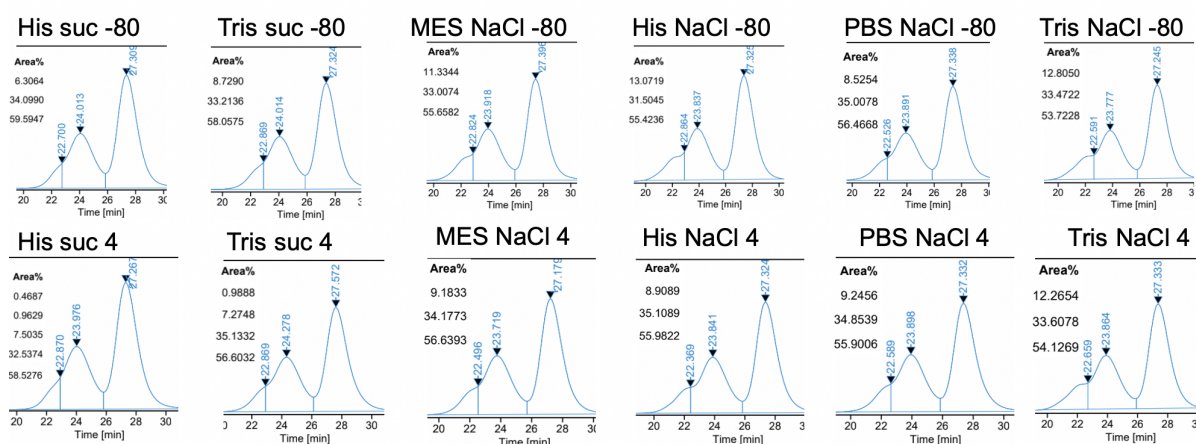 His suc -80
Area%
6.3064
34.0990
59.5947
22.700
24.013
27.309
20 22 24 26 28 30
Time [min]
Tris suc -80
Area%
8.7290
33.2136
58.0575
22.869
24.014
27.324
20 22 24 26 28
Time [min]
MES NaCl -80
Area%
11.3344
33.0074
55.6582
22.824
23.918
27.396
20 22 24 26 28 30
Time [min]
His NaCl -80
Area%
13.0719
31.5045
55.4236
22.864
23.837
27.325
20 22 24 26 28
Time [min]
PBS NaCl -80
Area%
8.5254
35.0078
56.4668
22.526
23.891
27.338
20 22 24 26 28
Time [min]
Tris NaCl -80
Area%
12.8050
33.4722
53.7228
22.591
23.777
27.245
20 22 24 26 28
Time [min]
His suc 4
Area%
0.4687
0.9629
7.5035
32.5374
58.5276
22.870
23.976
27.267
20 22 24 26 28 30
Time [min]
Tris suc 4
Area%
0.9888
7.2748
35.1332
56.6032
22.869
24.278
27.572
22 24 26 28 30
Time [min]
MES NaCl 4
Area%
9.1833
34.1773
56.6393
22.496
23.719
27.179
20 22 24 26 28 30
Time [min]
His NaCl 4
Area%
8.9089
35.1089
55.9822
22.369
23.841
27.324
20 22 24 26 28 30
Time [min]
PBS NaCl 4
Area%
9.2456
34.8539
55.9006
22.589
23.898
27.332
20 22 24 26 28 30
Time [min]
Tris NaCl 4
Area%
12.2654
33.6078
54.1269
22.659
23.864
27.333
20 22 24 26 28 30
Time [min]